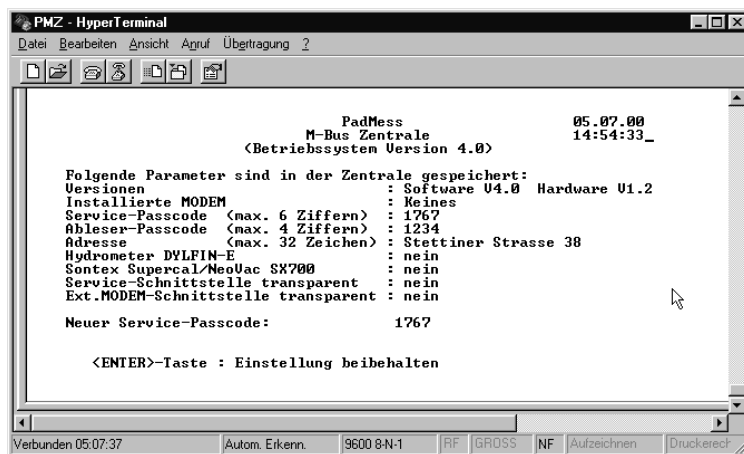 PMZ - HyperTerminal
Datei Bearbeiten Ansicht Anruf Übertragung ?
PadMess 05.07.00
M-Bus Zentrale 14:54:33_
(Betriebssystem Version 4.0)
Folgende Parameter sind in der Zentrale gespeichert:
Versionen : Software V4.0 Hardware V1.2
Installierte MODEM : Keines
Service-Passcode (max. 6 Ziffern) : 1767
Ableser-Passcode (max. 4 Ziffern) : 1234
Adresse (max. 32 Zeichen) : Stettiner Strasse 38
Hydrometer DYLFIN-E : nein
Sontex Supercal/NeoVac SX700 : nein
Service-Schnittstelle transparent : nein
Ext.MODEM-Schnittstelle transparent : nein
Neuer Service-Passcode: 1767
<ENTER>-Taste : Einstellung beibehalten
Verbunden 05:07:37 Autom. Erkenn. 9600 8-N-1 RF GROSS NF Aufzeichnen Druckerech